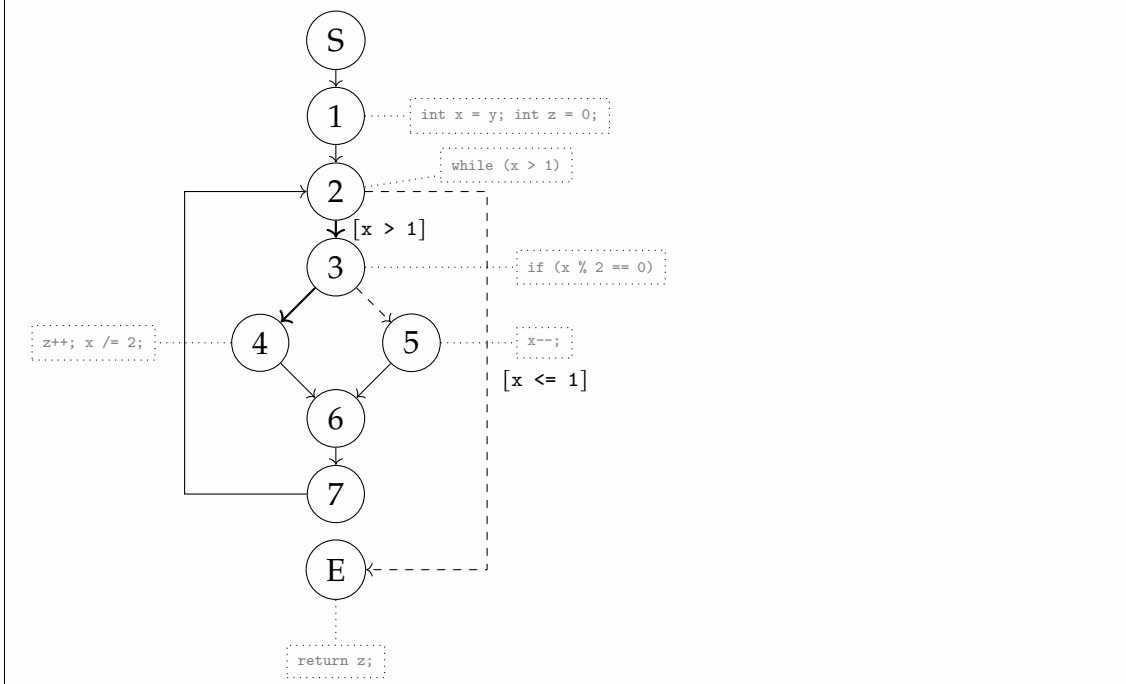 S
1
int x = y; int z = 0;
while (x > 1)
2
[x > 1]
3
if (x % 2 == 0)
z++; x /= 2;
4
5
x--;
[x <= 1]
6
7
E
return z;